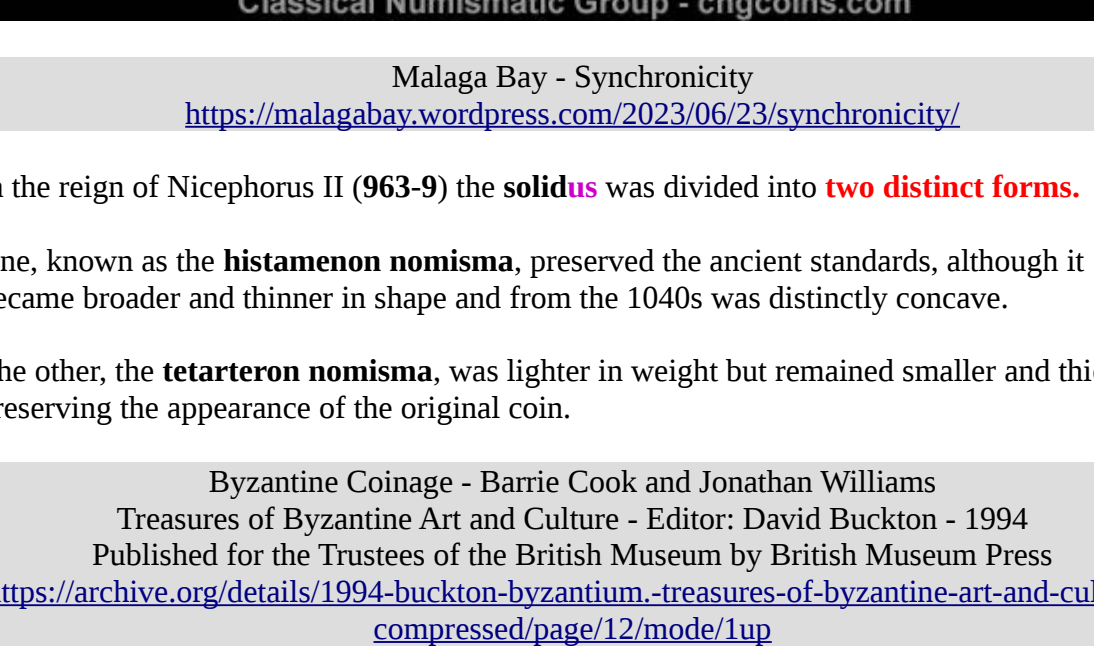 Classical Numismatic Group - cngcoins.com
Malaga Bay - Synchronicity
https://malagabay.wordpress.com/2023/06/23/synchronicity/
the reign of Nicephorus II (963-9) the solidus was divided into two distinct forms.
ne, known as the histamenon nomisma, preserved the ancient standards, although it
ecame broader and thinner in shape and from the 1040s was distinctly concave.
he other, the tetarteron nomisma, was lighter in weight but remained smaller and thi
reserving the appearance of the original coin.
Byzantine Coinage - Barrie Cook and Jonathan Williams
Treasures of Byzantine Art and Culture - Editor: David Buckton - 1994
Published for the Trustees of the British Museum by British Museum Press
ttps://archive.org/details/1994-buckton-byzantium.-treasures-of-byzantine-art-and-cul
compressed/page/12/mode/1up